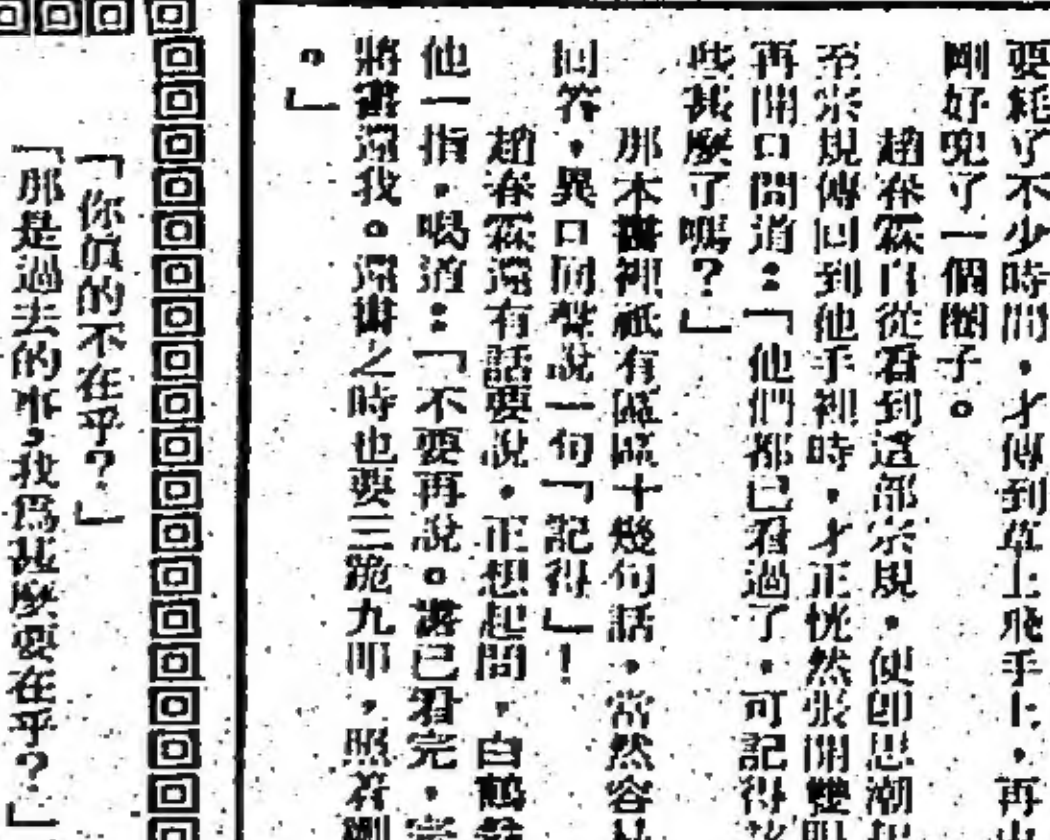 要耗了不少時間，才傳到草上飛手上，再
剛好兜了一個圈子。
趙春霖自從看到這部宗規，便即思潮起
至宗規傳回到他手裡時，才正恍然張開雙眼
再開口問道：「他們都已看過了，可記得
些甚麼了嗎？」
那本書裡祇有區區十幾句話，當然容易
回答，異口同聲說一句「記得」！
趙春霖還有話要說，正想起問，白鶴
他一指，喝道：「不要再說。書已看完，
將書還我。還書之時也要三跪九叩，照着剛
。」
「你真的不在乎？」
「那是過去的事，我爲甚麼要在乎？」